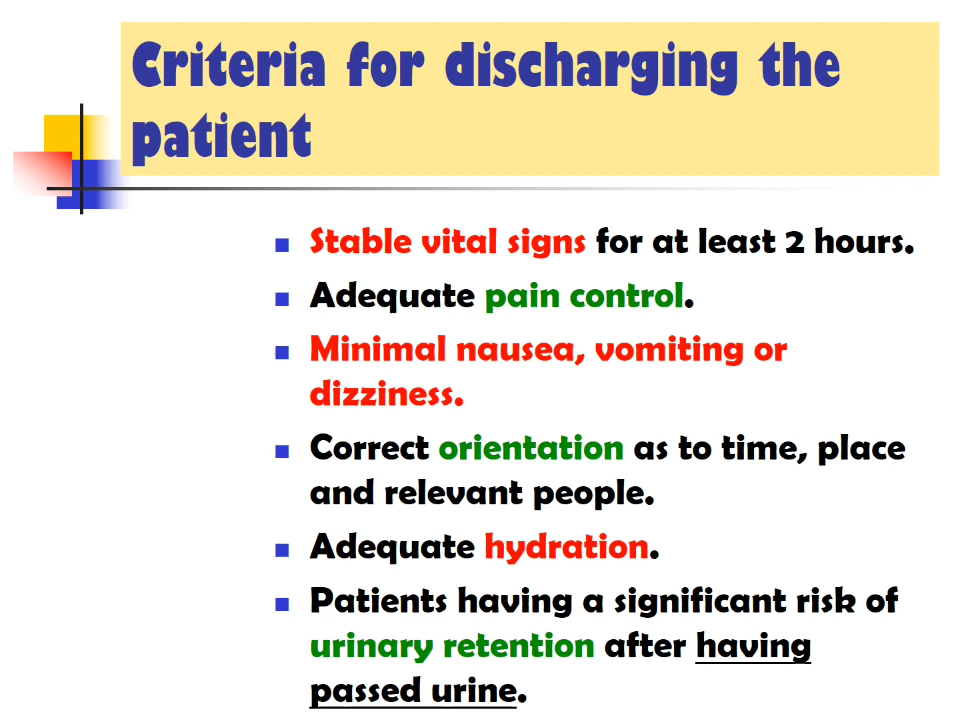 Criteria for discharging the
patient
Stable vital signs for at least 2 hours.
Adequate pain control.
Minimal nausea, vomiting or
dizziness.
Correct orientation as to time, place
and relevant people.
Adequate hydration.
Patients having a significant risk of
urinary retention after having
passed urine.